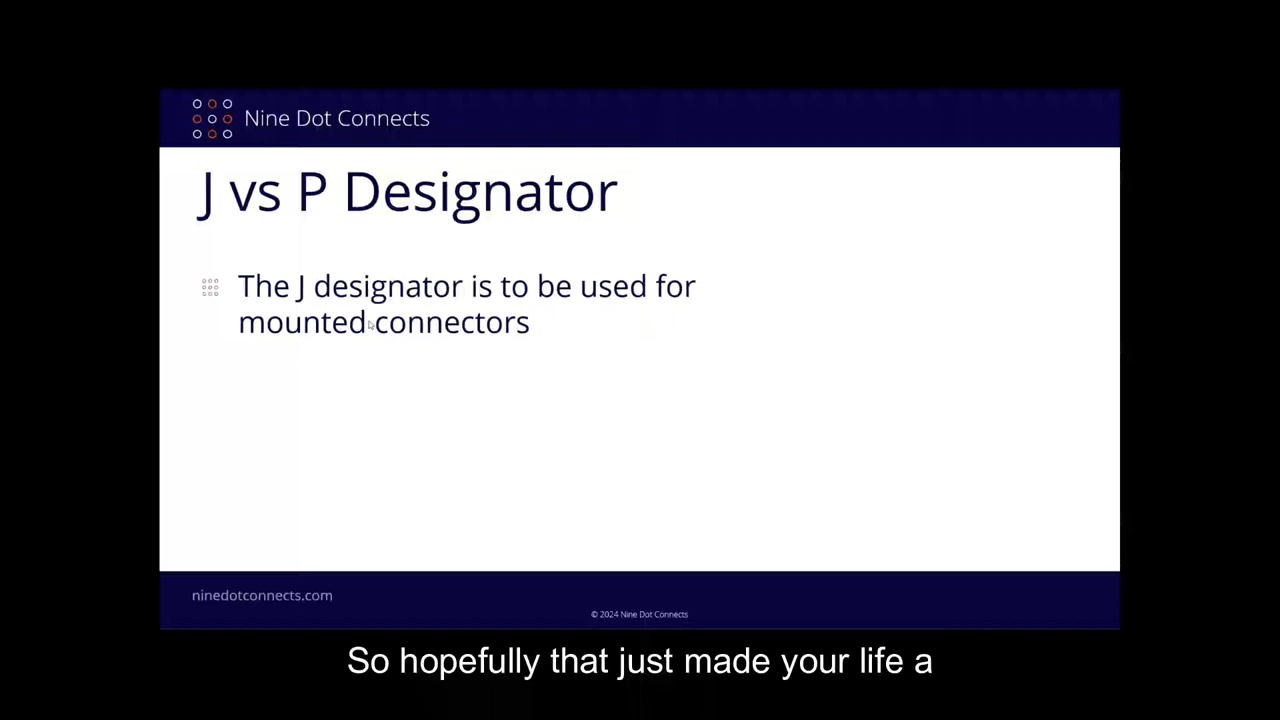 Nine Dot Connects
J vs P Designator
The J designator is to be used for
mounted connectors
ninedotconnects.com
© 2024 Nine Dot Connects
So hopefully that just made your life a